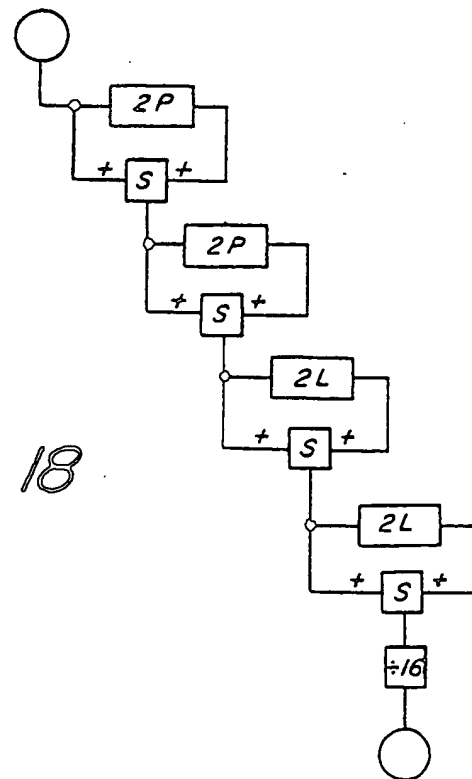 2P
+ S +
2P
+ S +
2L
+ S +
18
2L
+ S +
÷16